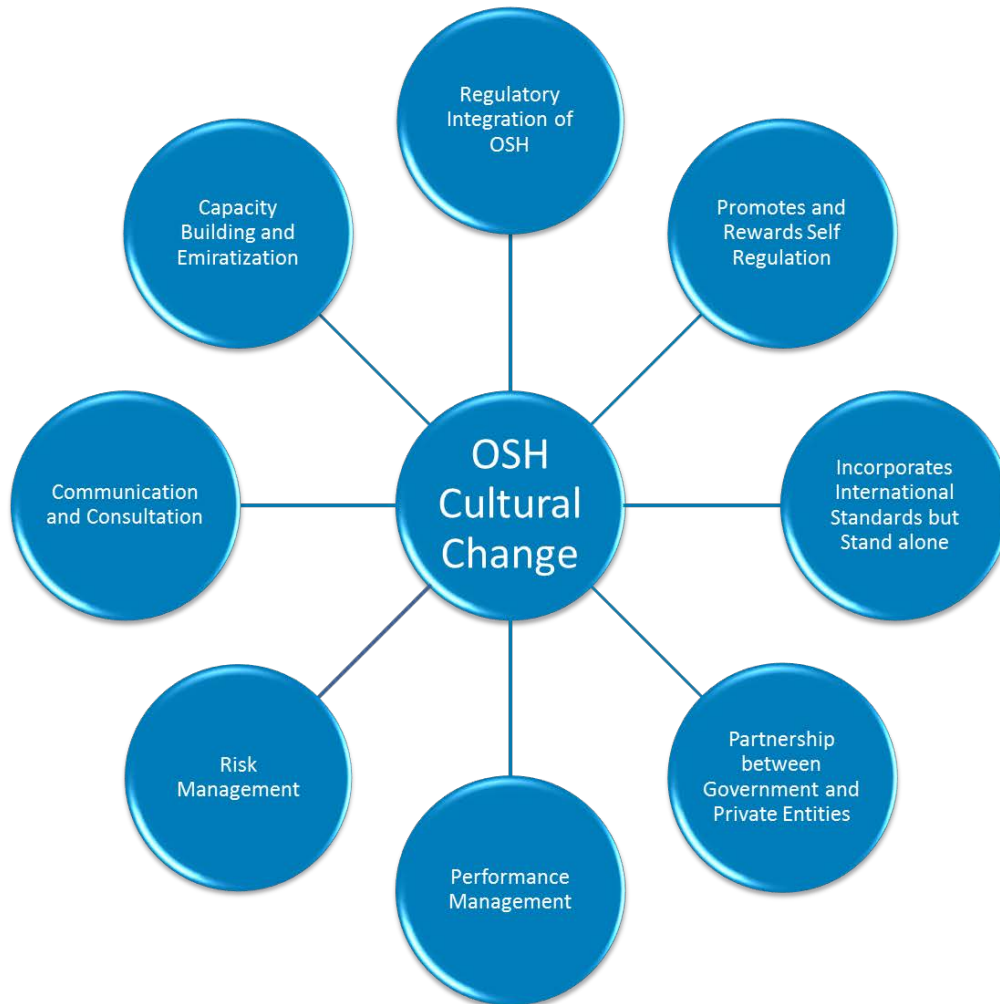 Regulatory
Integration of
OSH
Promotes and
Rewards Self
Regulation
Incorporates
International
Standards but
Stand alone
Partnership
between
Government and
Private Entities
Performance
Management
Risk
Management
Communication
and Consultation
Capacity
Building and
Emiratization
OSH
Cultural
Change